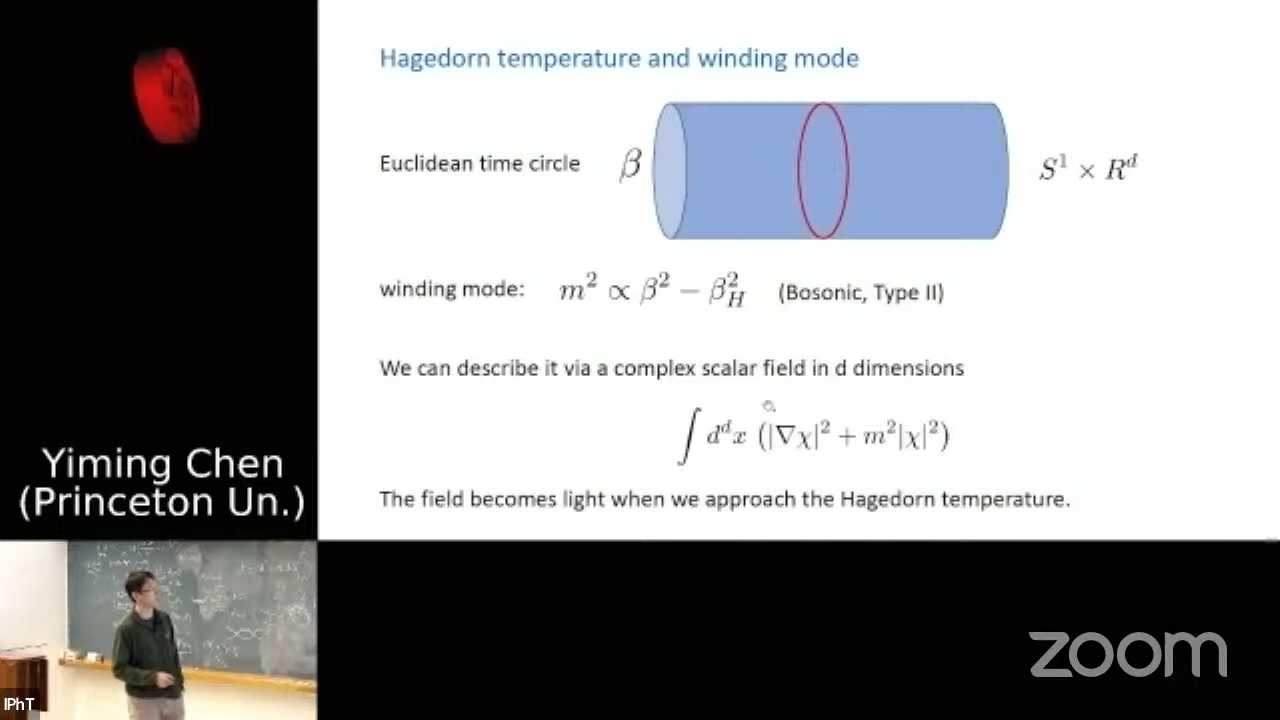 Hagedorn temperature and winding mode
Euclidean time circle β S¹ × Rᵈ
winding mode: m² ∝ β² − β_H² (Bosonic, Type II)
We can describe it via a complex scalar field in d dimensions
∫ dᵈx (|∇χ|² + m²|χ|²)
The field becomes light when we approach the Hagedorn temperature.
Yiming Chen
(Princeton Un.)
IPhT
zoom